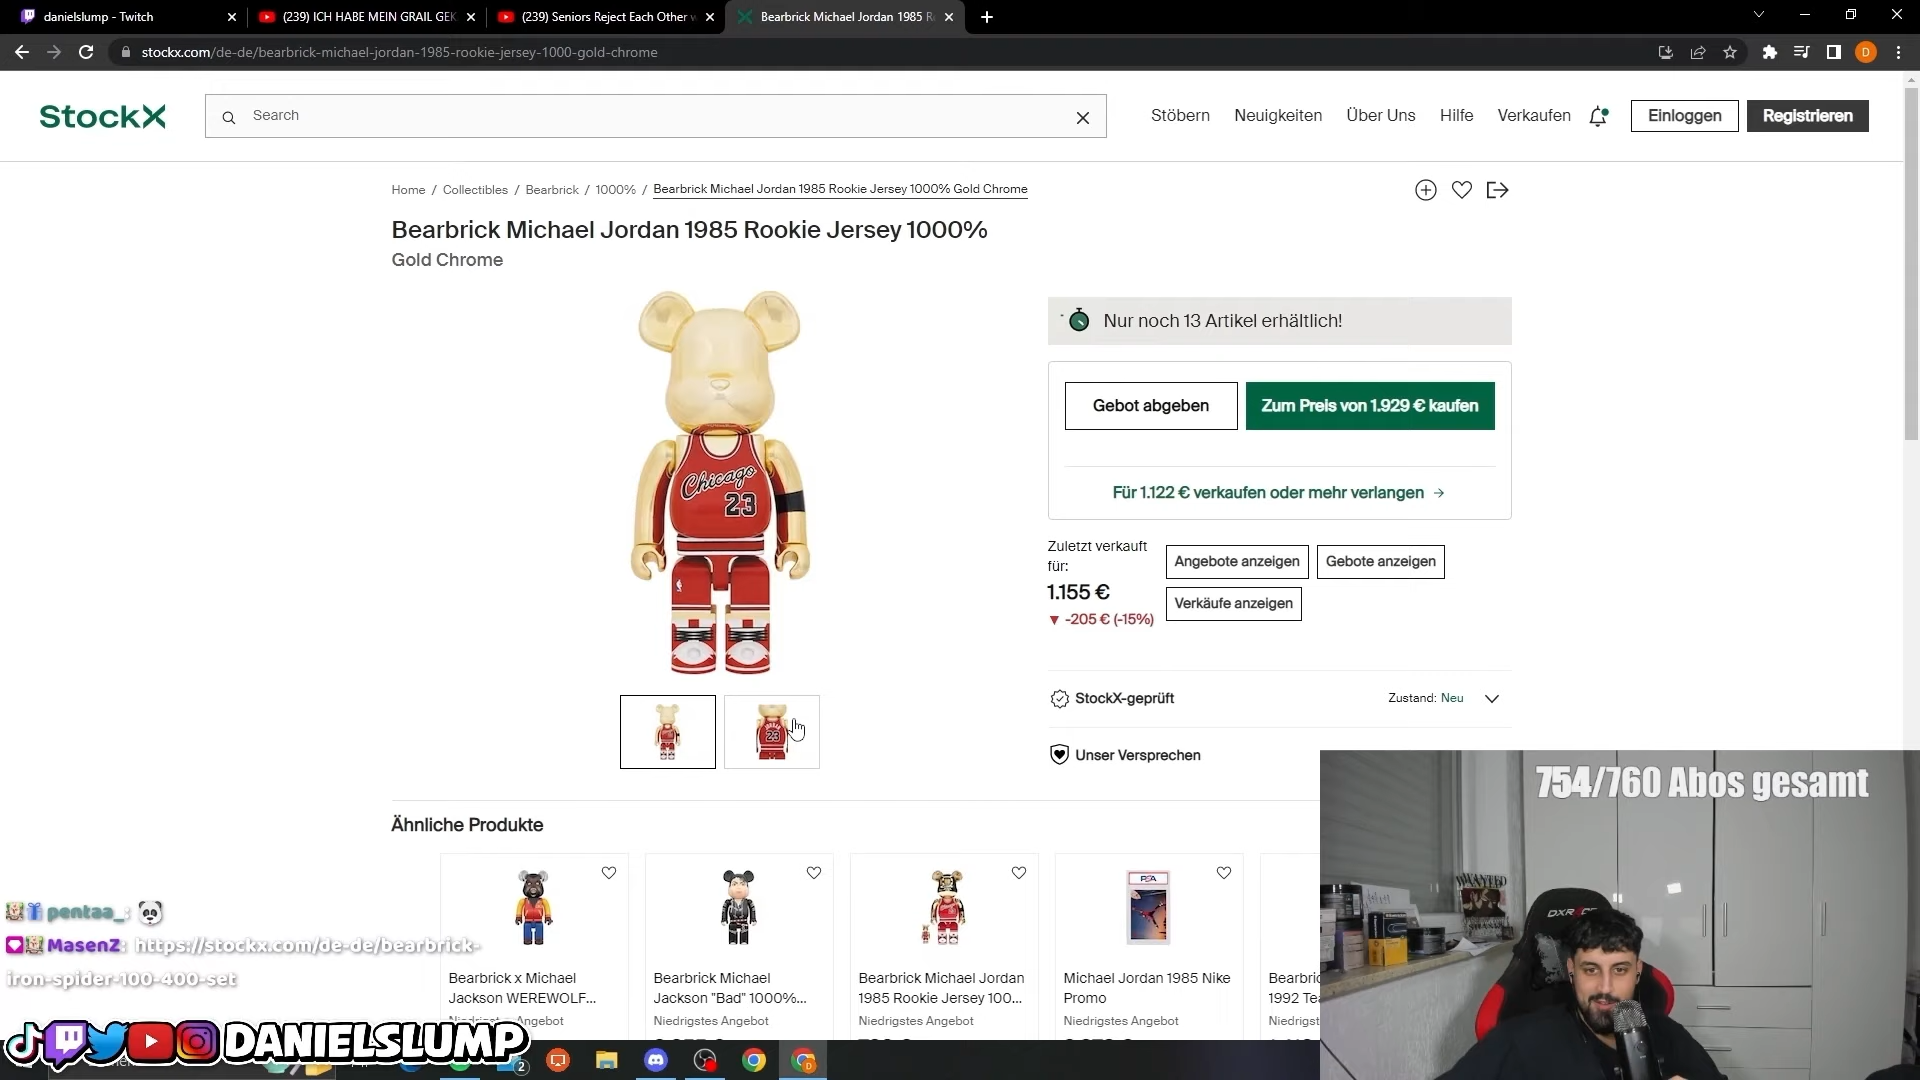 danielslump - Twitch
(239) ICH HABE MEIN GRAIL GEK
(239) Seniors Reject Each Other
Bearbrick Michael Jordan 1985 R
D
stockx.com/de-de/bearbrick-michael-jordan-1985-rookie-jersey-1000-gold-chrome
StockX
Search
Stöbern
Neuigkeiten
Über Uns
Hilfe
Verkaufen
Einloggen
Registrieren
Home / Collectibles / Bearbrick / 1000% / Bearbrick Michael Jordan 1985 Rookie Jersey 1000% Gold Chrome
Bearbrick Michael Jordan 1985 Rookie Jersey 1000%
Gold Chrome
Chicago
23
Nur noch 13 Artikel erhältlich!
Gebot abgeben
Zum Preis von 1.929 € kaufen
Für 1.122 € verkaufen oder mehr verlangen
Zuletzt verkauft
für:
1.155 €
▼ -205 € (-15%)
Angebote anzeigen
Gebote anzeigen
Verkäufe anzeigen
StockX-geprüft
Zustand: Neu
Unser Versprechen
23
Ähnliche Produkte
PSA
Bearbrick x Michael
Jackson WEREWOLF...
Bearbrick Michael
Jackson "Bad" 1000%...
Niedrigstes Angebot
Bearbrick Michael Jordan
1985 Rookie Jersey 100...
Niedrigstes Angebot
Michael Jordan 1985 Nike
Promo
Niedrigstes Angebot
1992
754/760 Abos gesamt
WANTED
pentaa_:
MasenZ: https://stockx.com/de-de/bearbrick-
iron-spider-100-400-set
DANIELSLUMP
2
D